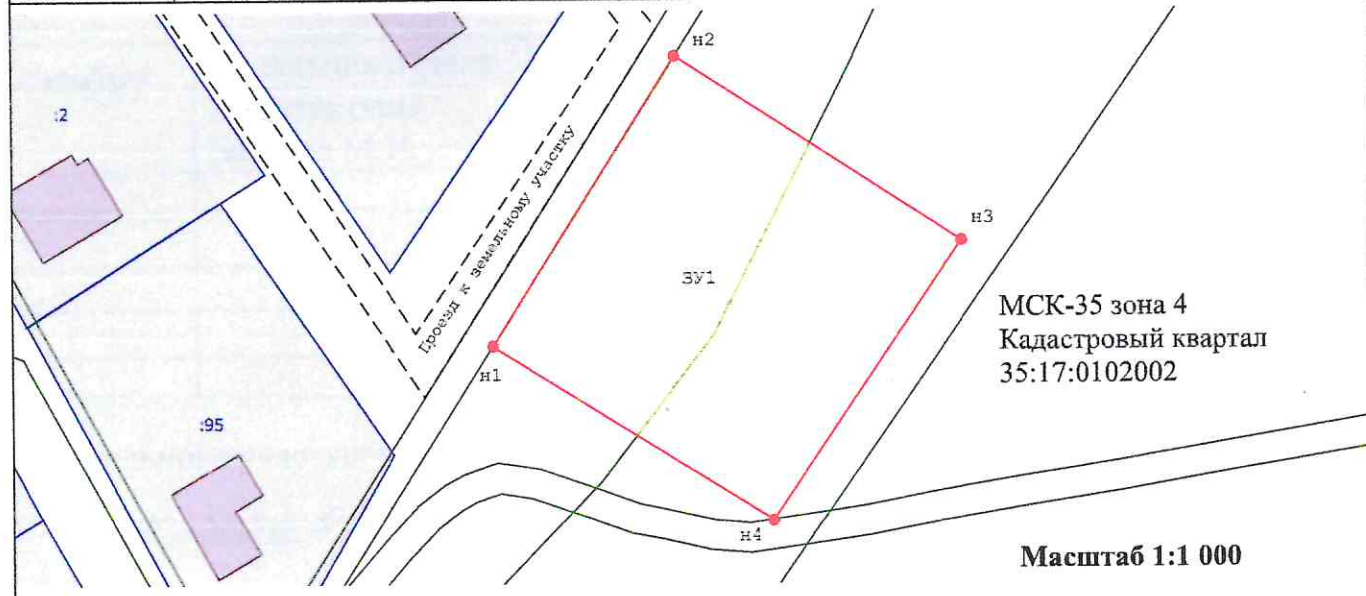 н2
:2
Проезд к земельному участку
н3
ЗУ1
МСК-35 зона 4
Кадастровый квартал
35:17:0102002
н1
:95
н4
Масштаб 1:1 000